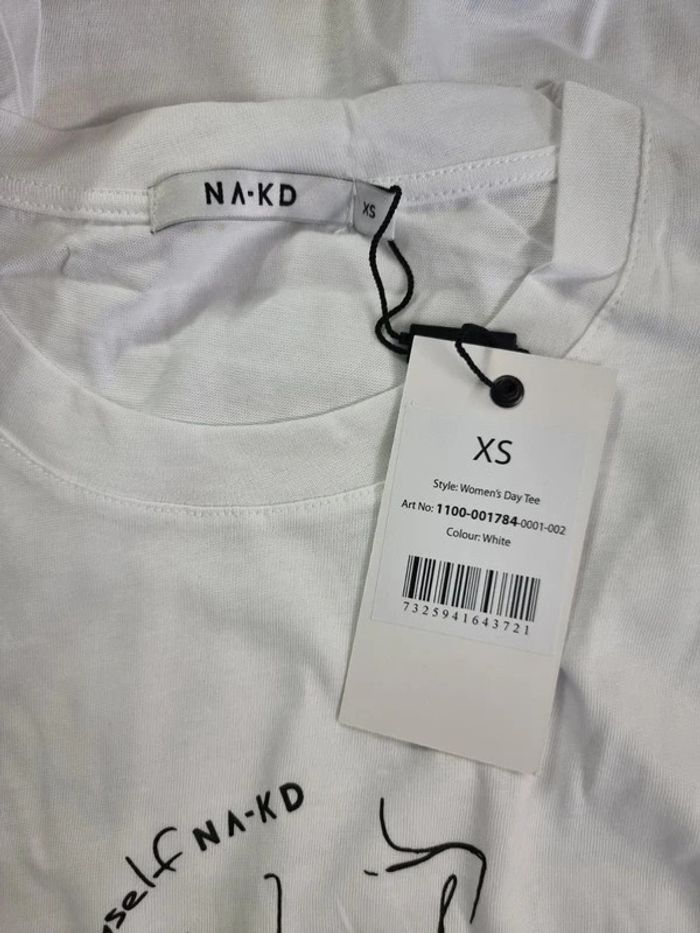 NA-KD
XS
XS
Style: Women's Day Tee
Art No: 1100-001784-0001-002
Colour: White
7325941643721
NA-KD